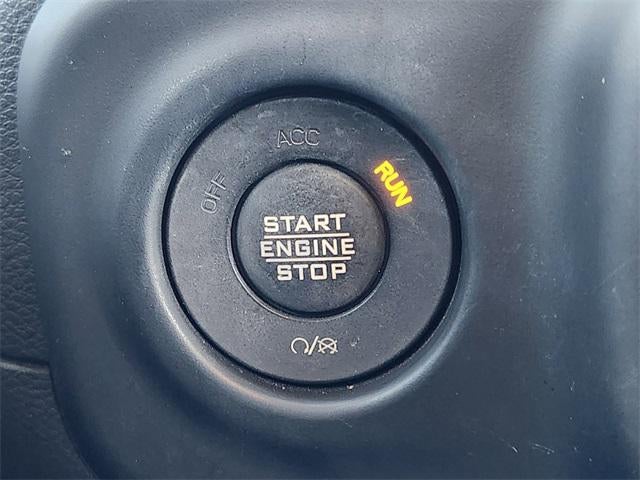 ACC
OFF
RUN
START
ENGINE
STOP